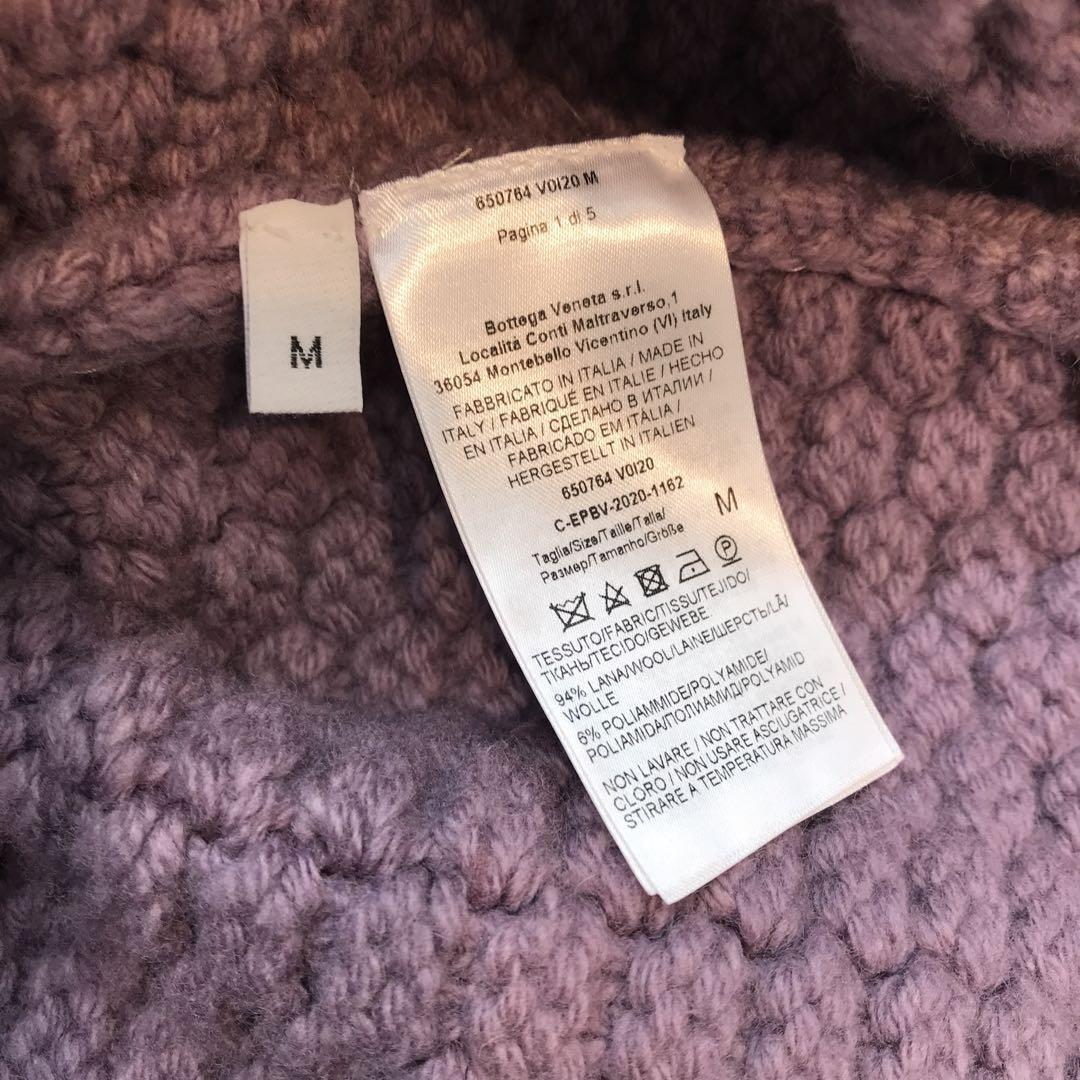 M
650764 V0I20 M
Pagina 1 di 5
Bottega Veneta s.r.l.
Località Conti Maltraverso,1
36054 Montebello Vicentino (VI) Italy
FABBRICATO IN ITALIA / MADE IN
ITALY / FABRIQUÉ EN ITALIE / HECHO
EN ITALIA / СДЕЛАНО В ИТАЛИИ /
FABRICADO EM ITÁLIA /
HERGESTELLT IN ITALIEN
650764 V0I20
C-EPBV-2020-1162
Taglia/Size/Taille/Talla/
Размер/Tamanho/Größe
M
P
TESSUTO/FABRIC/TISSU/TEJIDO/
ТКАНЬ/TECIDO/GEWEBE
94% LANA/WOOL/LAINE/ШЕРСТЬ/LÃ/
WOLLE
6% POLIAMMIDE/POLYAMIDE/
POLIAMIDA/ПОЛИАМИД/POLYAMID
NON LAVARE / NON TRATTARE CON
CLORO / NON USARE ASCIUGATRICE /
STIRARE A TEMPERATURA MASSIMA